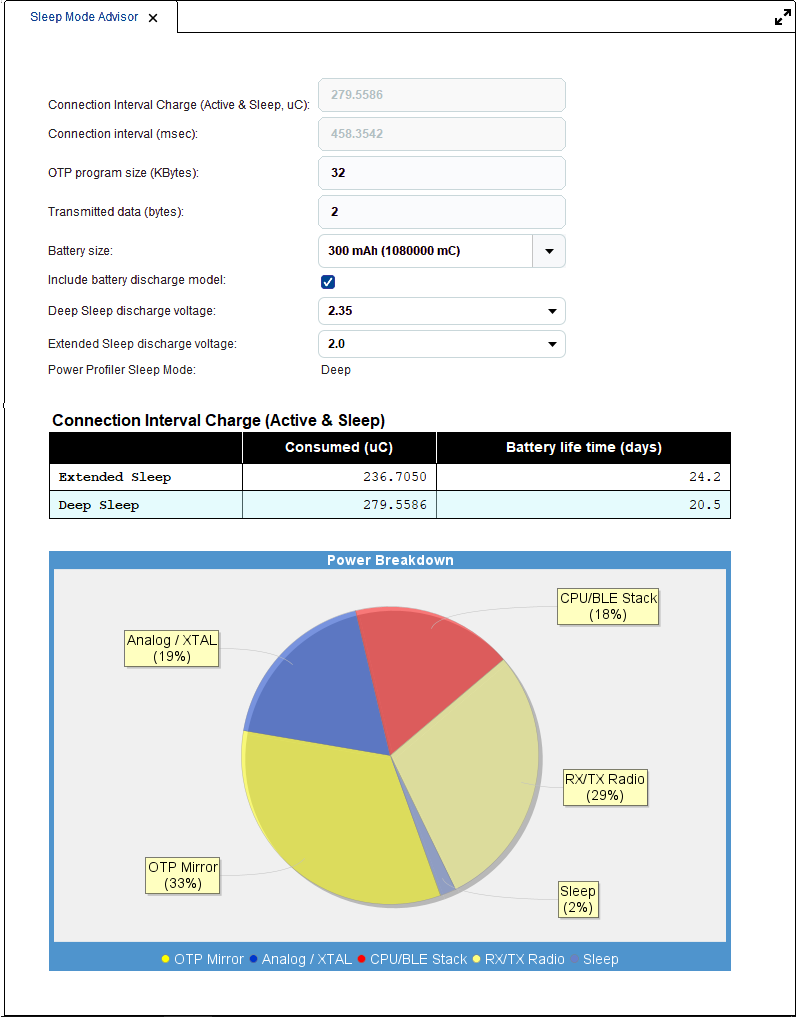 Sleep Mode Advisor
Connection Interval Charge (Active & Sleep, uC): 279.5586
Connection interval (msec): 458.3542
OTP program size (KBytes): 32
Transmitted data (bytes): 2
Battery size: 300 mAh (1080000 mC)
Include battery discharge model:
Deep Sleep discharge voltage: 2.35
Extended Sleep discharge voltage: 2.0
Power Profiler Sleep Mode: Deep
Connection Interval Charge (Active & Sleep)
Consumed (uC) Battery life time (days)
Extended Sleep 236.7050 24.2
Deep Sleep 279.5586 20.5
Power Breakdown
CPU/BLE Stack
(18%)
Analog / XTAL
(19%)
RX/TX Radio
(29%)
OTP Mirror
(33%)
Sleep
(2%)
OTP Mirror Analog / XTAL CPU/BLE Stack RX/TX Radio Sleep